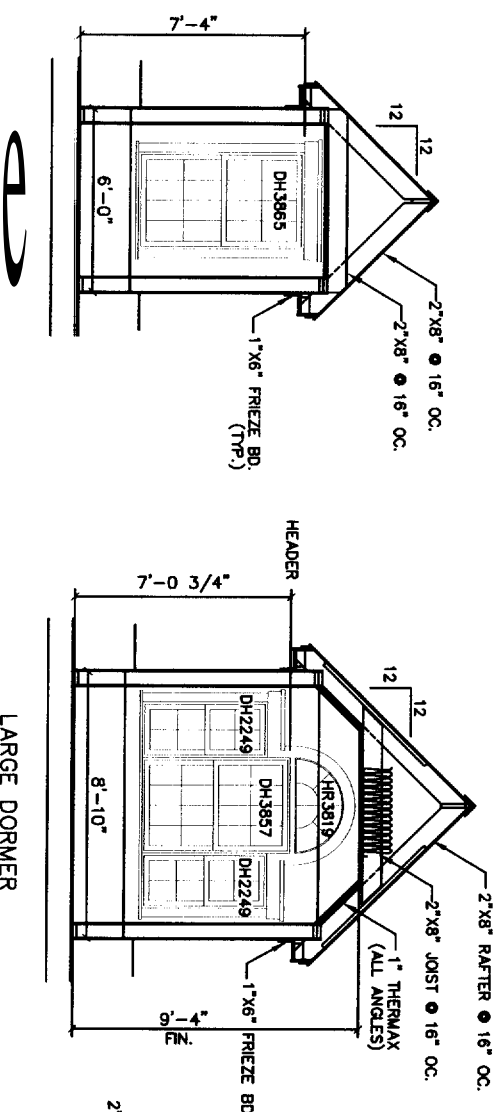 7'-4"
12
12
DH3865
6'-0"
2"X8" @ 16" OC.
2"X8" @ 16" OC.
1"X6" FRIEZE BD.
(TYP.)
e
HEADER
7'-0 3/4"
12
12
HR3819
DH2249
DH3857
DH2249
8'-10"
2"X8" RAFTER @ 16" OC.
2"X8" JOIST @ 16" OC.
1" THERMAX
(ALL ANGLES)
1"X6" FRIEZE BD
9'-4"
FIN.
LARGE DORMER
2'